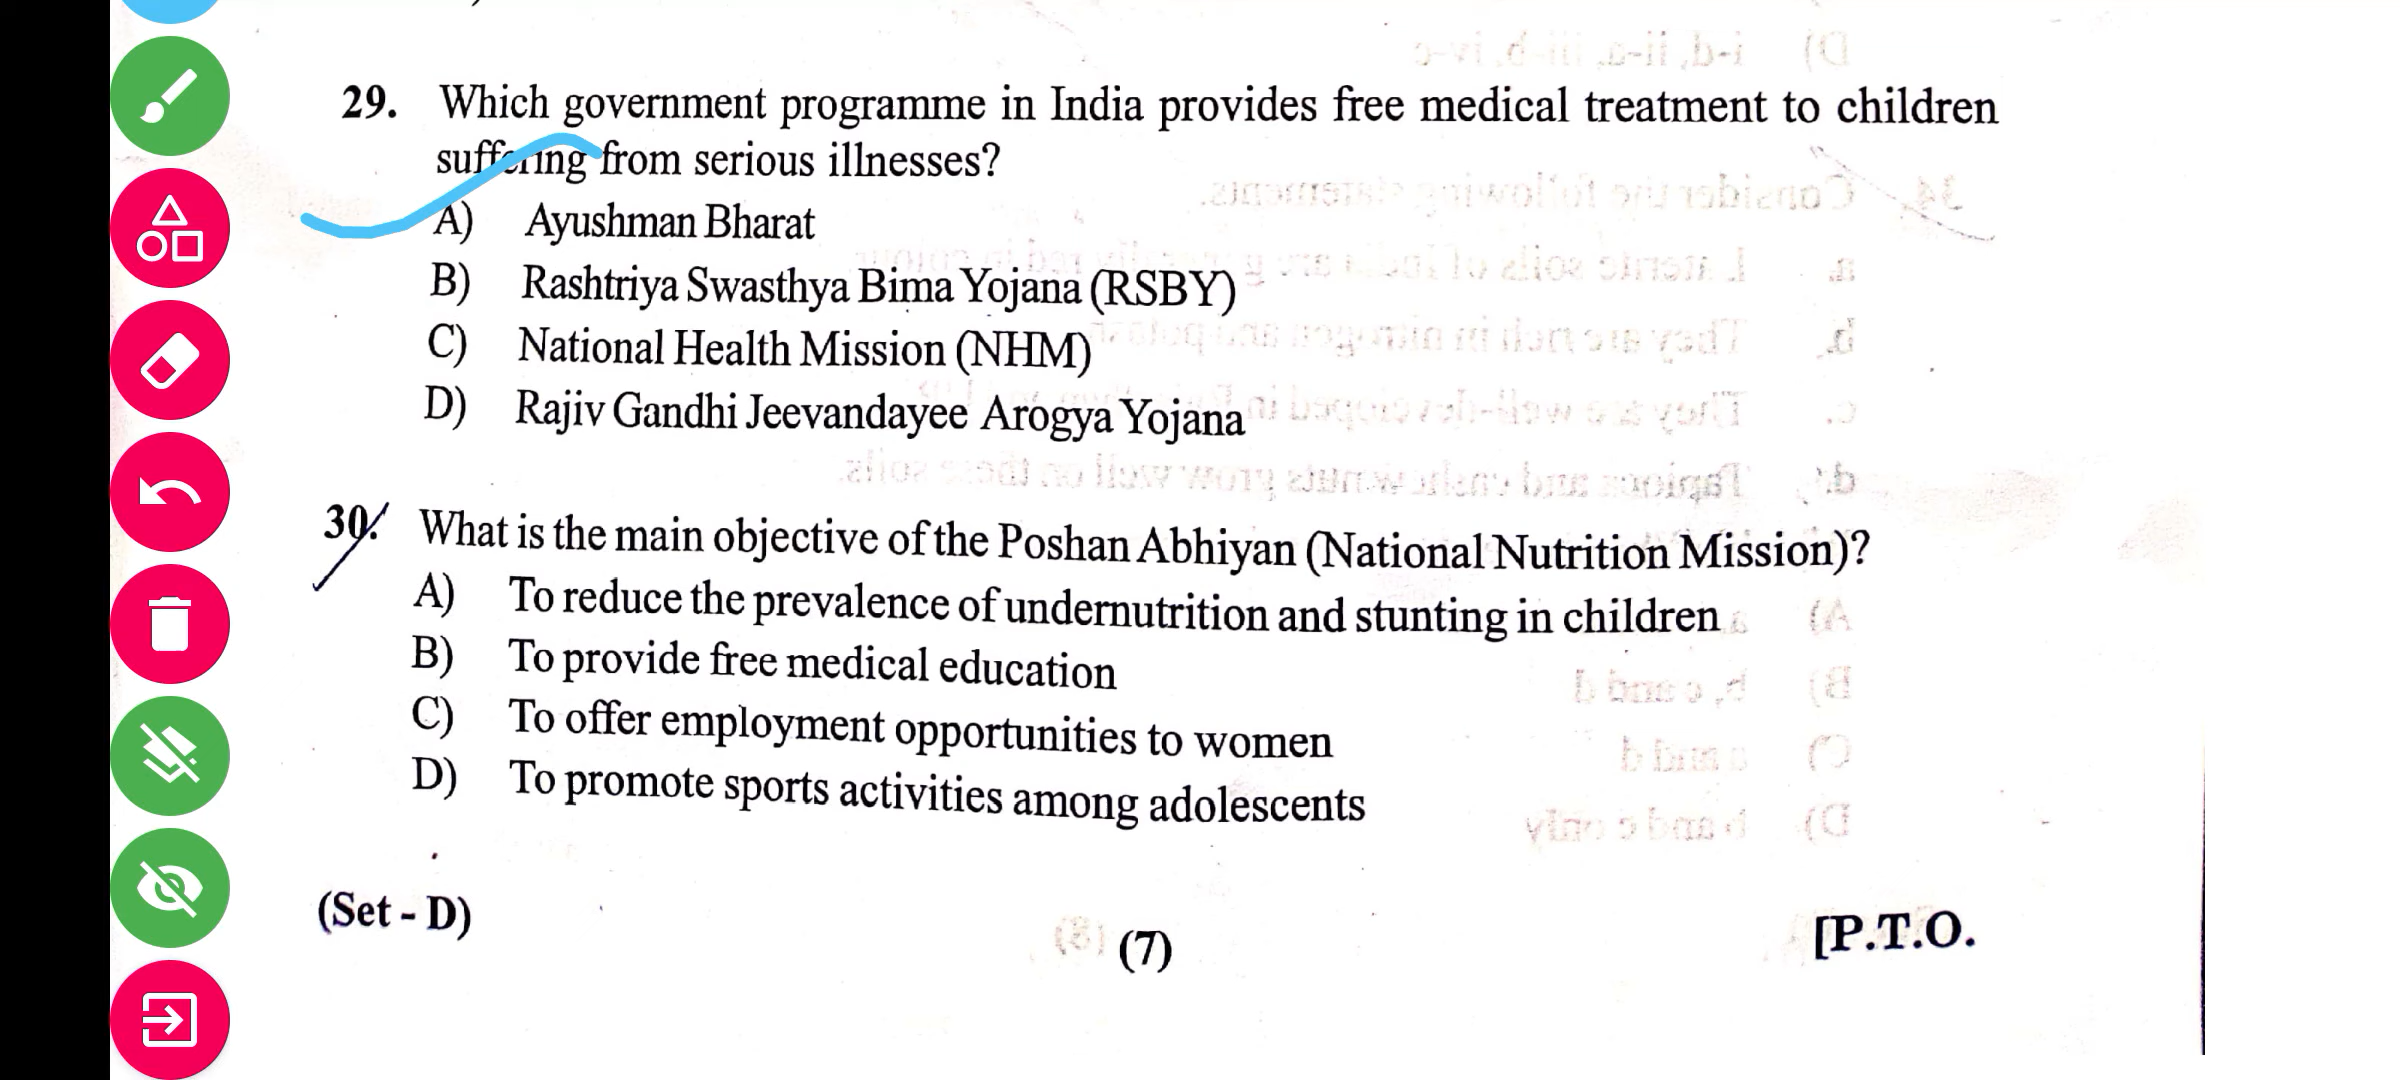 29. Which government programme in India provides free medical treatment to children
suffering from serious illnesses?
A) Ayushman Bharat
B) Rashtriya Swasthya Bima Yojana (RSBY)
C) National Health Mission (NHM)
D) Rajiv Gandhi Jeevandayee Arogya Yojana
30. What is the main objective of the Poshan Abhiyan (National Nutrition Mission)?
A) To reduce the prevalence of undernutrition and stunting in children
B) To provide free medical education
C) To offer employment opportunities to women
D) To promote sports activities among adolescents
(Set - D)
(7)
[P.T.O.